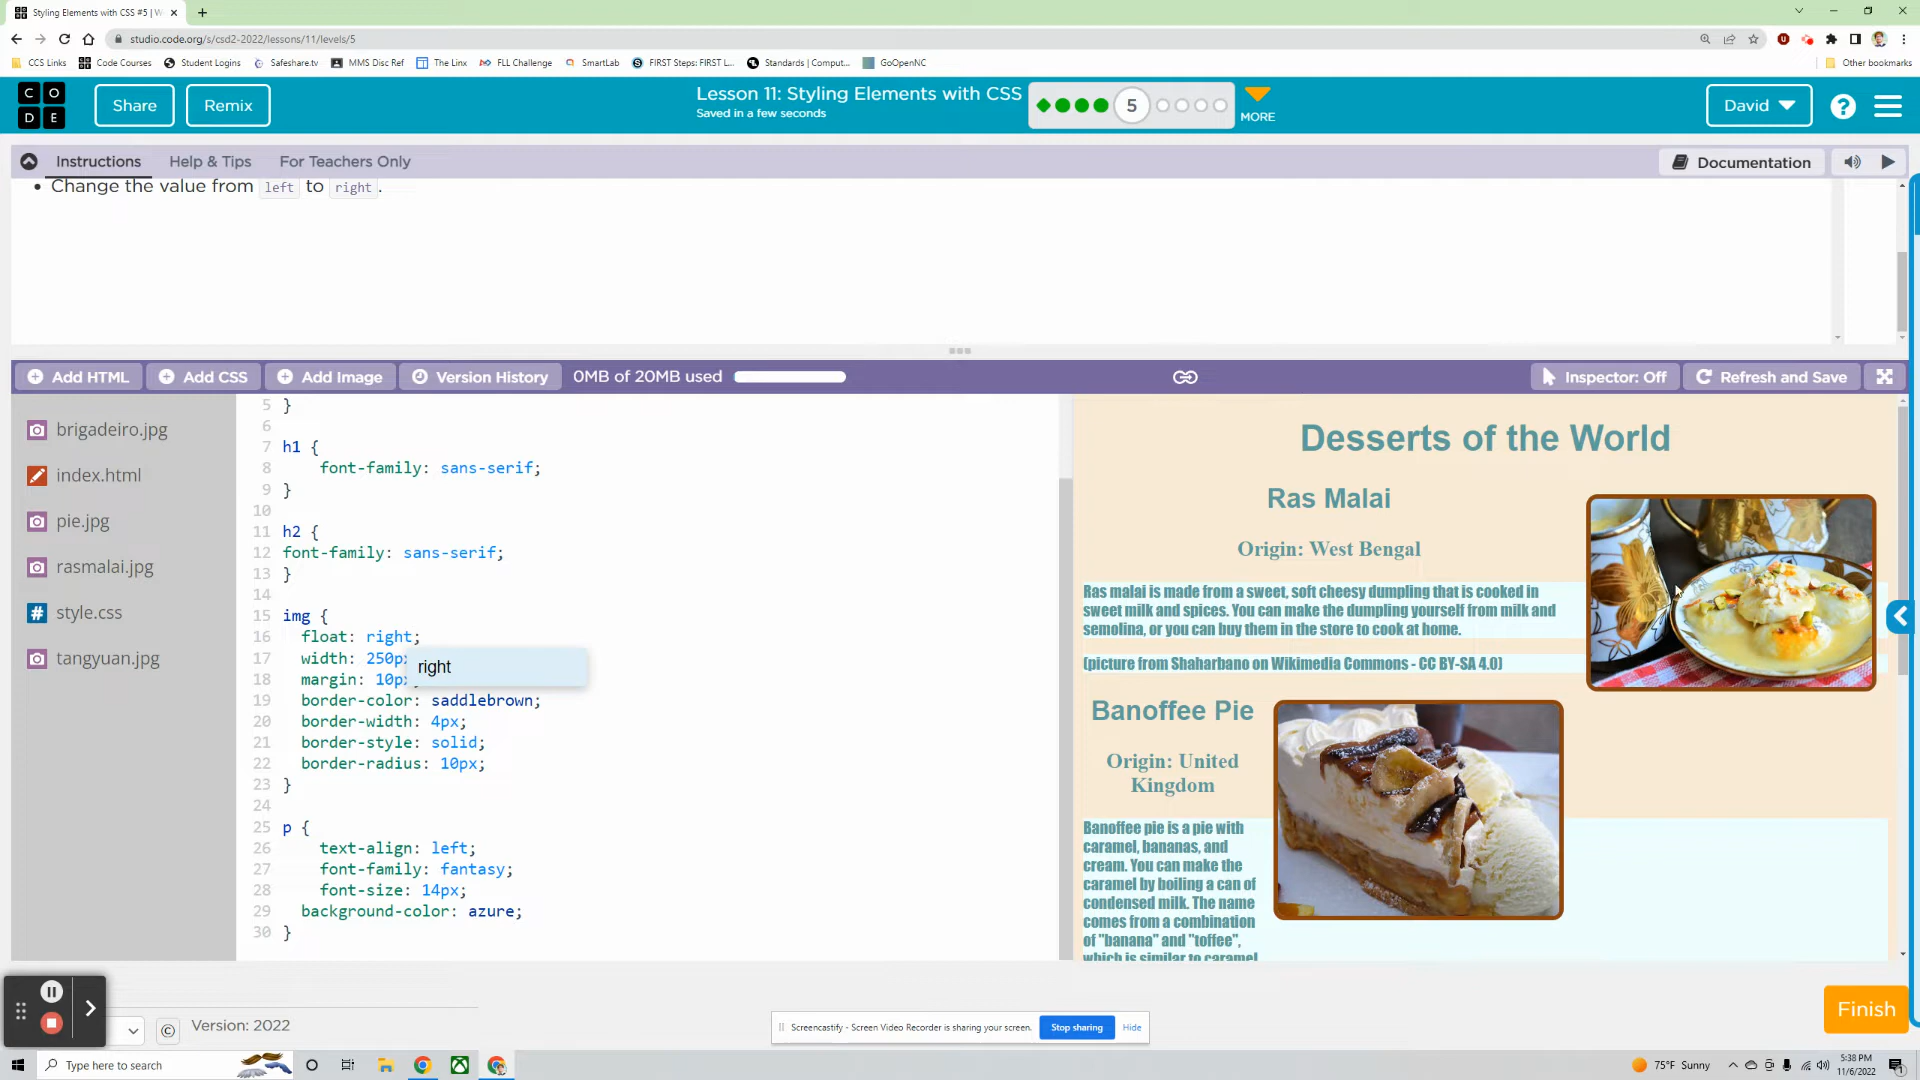 Styling Elements with CSS #5 | W
studio.code.org/s/csd2-2022/lessons/11/levels/5
CCS Links
Code Courses
Student Logins
Safeshare.tv
MMS Disc Ref
The Linx
FLL Challenge
SmartLab
FIRST Steps: FIRST L...
Standards | Comput...
GoOpenNC
Other bookmarks
C O
D E
Share
Remix
Lesson 11: Styling Elements with CSS
Saved in a few seconds
5
MORE
David
Instructions
Help & Tips
For Teachers Only
Documentation
• Change the value from left to right.
Add HTML
Add CSS
Add Image
Version History
0MB of 20MB used
Inspector: Off
Refresh and Save
brigadeiro.jpg
index.html
pie.jpg
rasmalai.jpg
style.css
tangyuan.jpg
5 }
6
7 h1 {
8 font-family: sans-serif;
9 }
10
11 h2 {
12 font-family: sans-serif;
13 }
14
15 img {
16 float: right;
17 width: 250p
right
18 margin: 10p
19 border-color: saddlebrown;
20 border-width: 4px;
21 border-style: solid;
22 border-radius: 10px;
23 }
24
25 p {
26 text-align: left;
27 font-family: fantasy;
28 font-size: 14px;
29 background-color: azure;
30 }
Desserts of the World
Ras Malai
Origin: West Bengal
Ras malai is made from a sweet, soft cheesy dumpling that is cooked in
sweet milk and spices. You can make the dumpling yourself from milk and
semolina, or you can buy them in the store to cook at home.
(picture from Shaharbano on Wikimedia Commons - CC BY-SA 4.0)
Banoffee Pie
Origin: United
Kingdom
Banoffee pie is a pie with
caramel, bananas, and
cream. You can make the
caramel by boiling a can of
condensed milk. The name
comes from a combination
of "banana" and "toffee",
which is similar to caramel
Version: 2022
Finish
Screencastify - Screen Video Recorder is sharing your screen.
Stop sharing
Hide
Type here to search
75°F Sunny
5:38 PM
11/6/2022